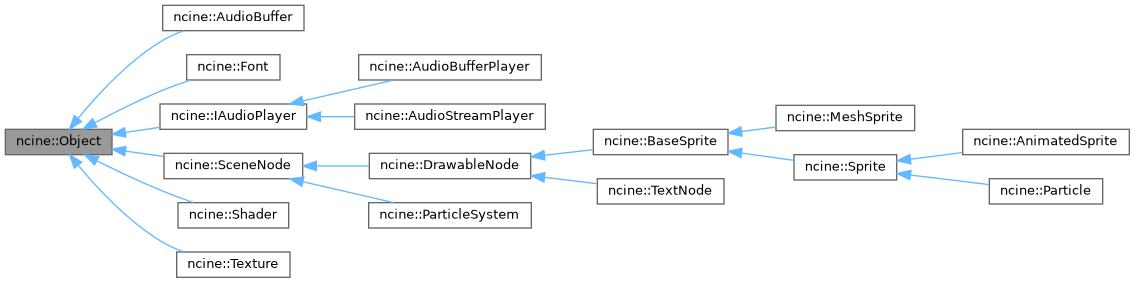 ncine::AudioBuffer
ncine::Font
ncine::AudioBufferPlayer
ncine::IAudioPlayer
ncine::AudioStreamPlayer
ncine::MeshSprite
ncine::Object
ncine::BaseSprite
ncine::AnimatedSprite
ncine::SceneNode
ncine::DrawableNode
ncine::Sprite
ncine::TextNode
ncine::Particle
ncine::Shader
ncine::ParticleSystem
ncine::Texture